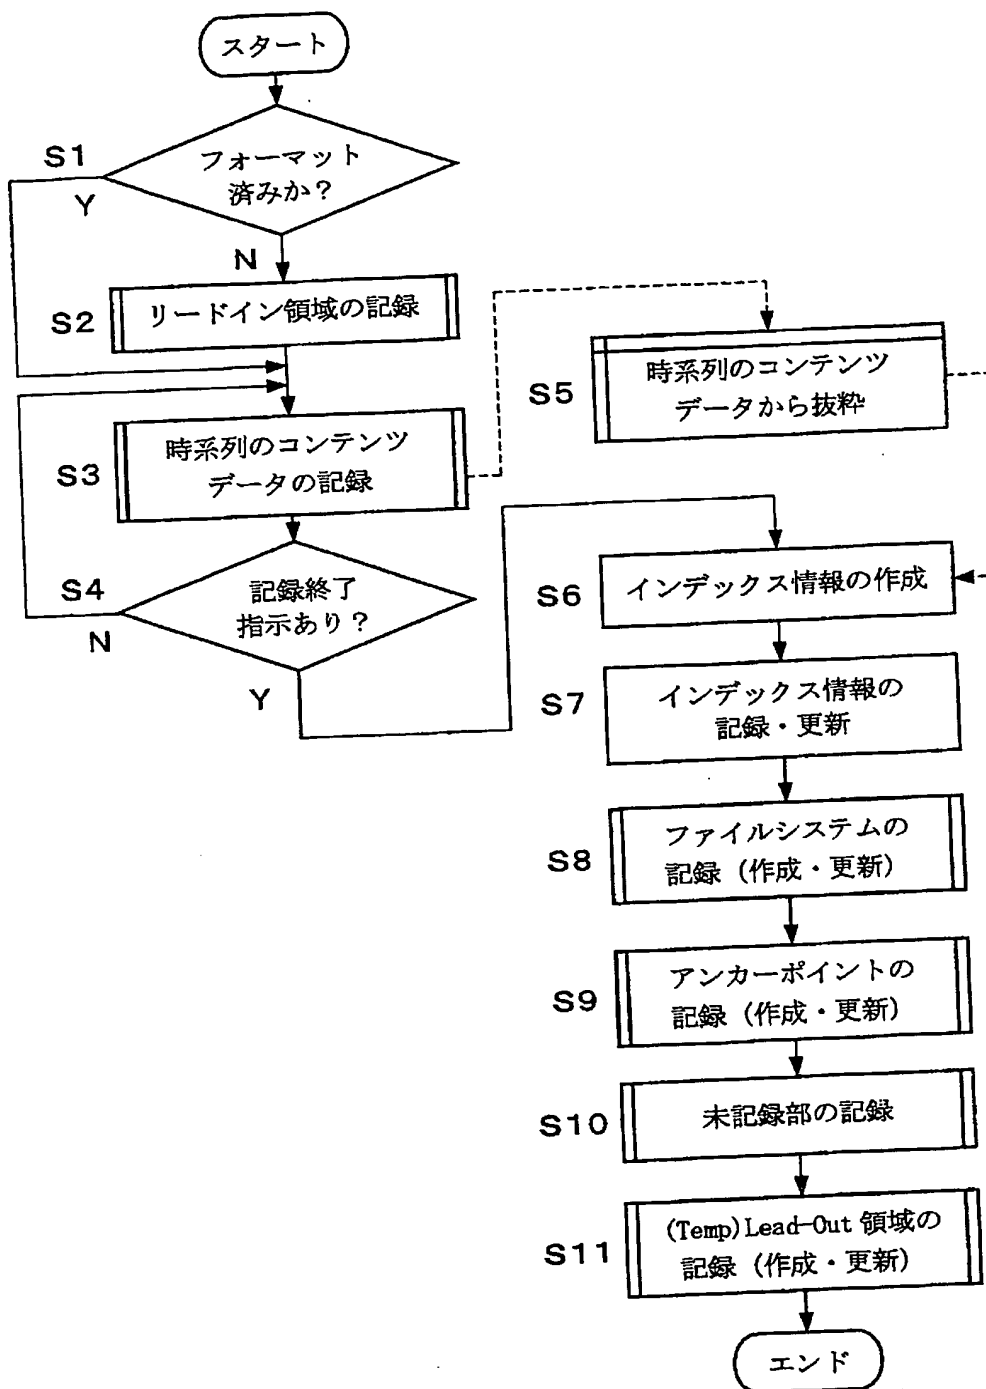 スタート
S1
フォーマット
済みか？
Y
N
S2
リードイン領域の記録
S3
時系列のコンテンツ
データの記録
S4
記録終了
指示あり？
N
Y
S5
時系列のコンテンツ
データから抜粋
S6
インデックス情報の作成
S7
インデックス情報の
記録・更新
S8
ファイルシステムの
記録（作成・更新）
S9
アンカーポイントの
記録（作成・更新）
S10
未記録部の記録
S11
(Temp)Lead-Out 領域の
記録（作成・更新）
エンド